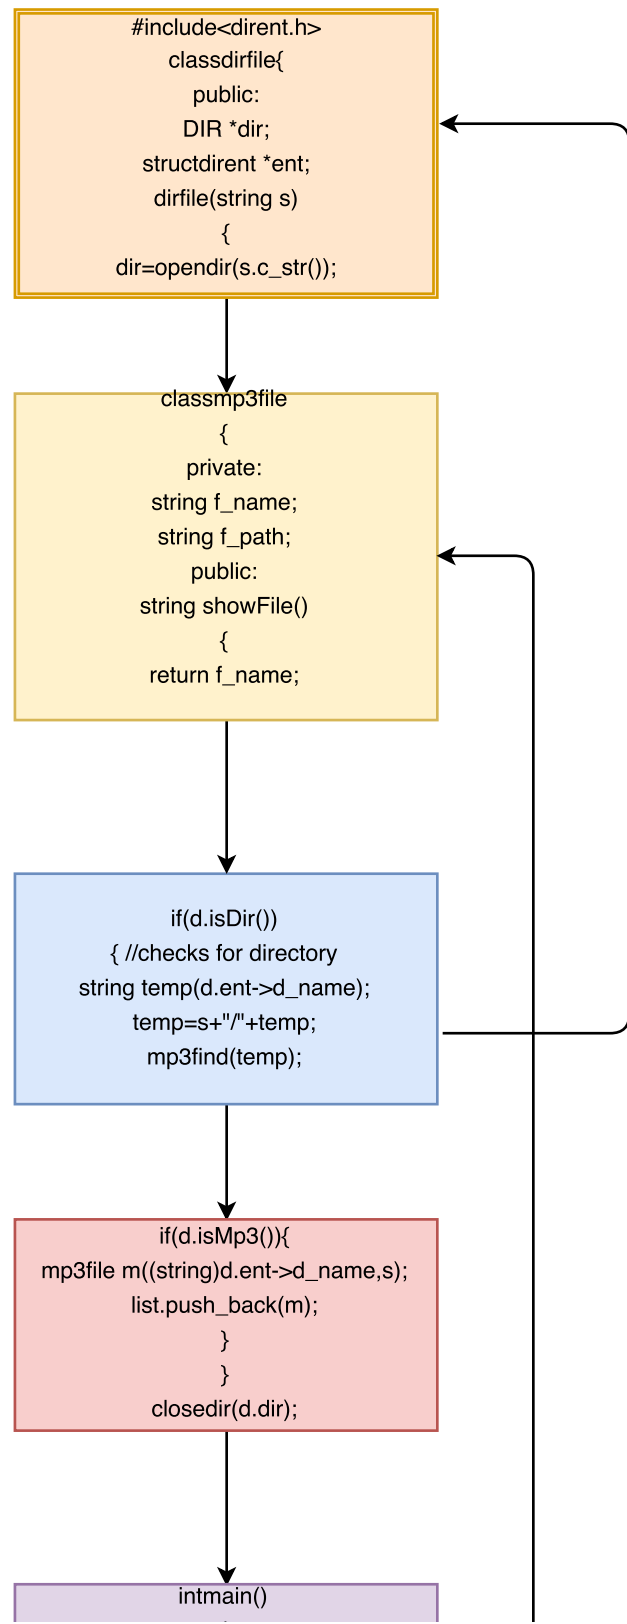 #include<dirent.h>
classdirfile{
public:
DIR *dir;
structdirent *ent;
dirfile(string s)
{
dir=opendir(s.c_str());
classmp3file
{
private:
string f_name;
string f_path;
public:
string showFile()
{
return f_name;
if(d.isDir())
{ //checks for directory
string temp(d.ent->d_name);
temp=s+"/"+temp;
mp3find(temp);
if(d.isMp3()){
mp3file m((string)d.ent->d_name,s);
list.push_back(m);
}
}
closedir(d.dir);
intmain()